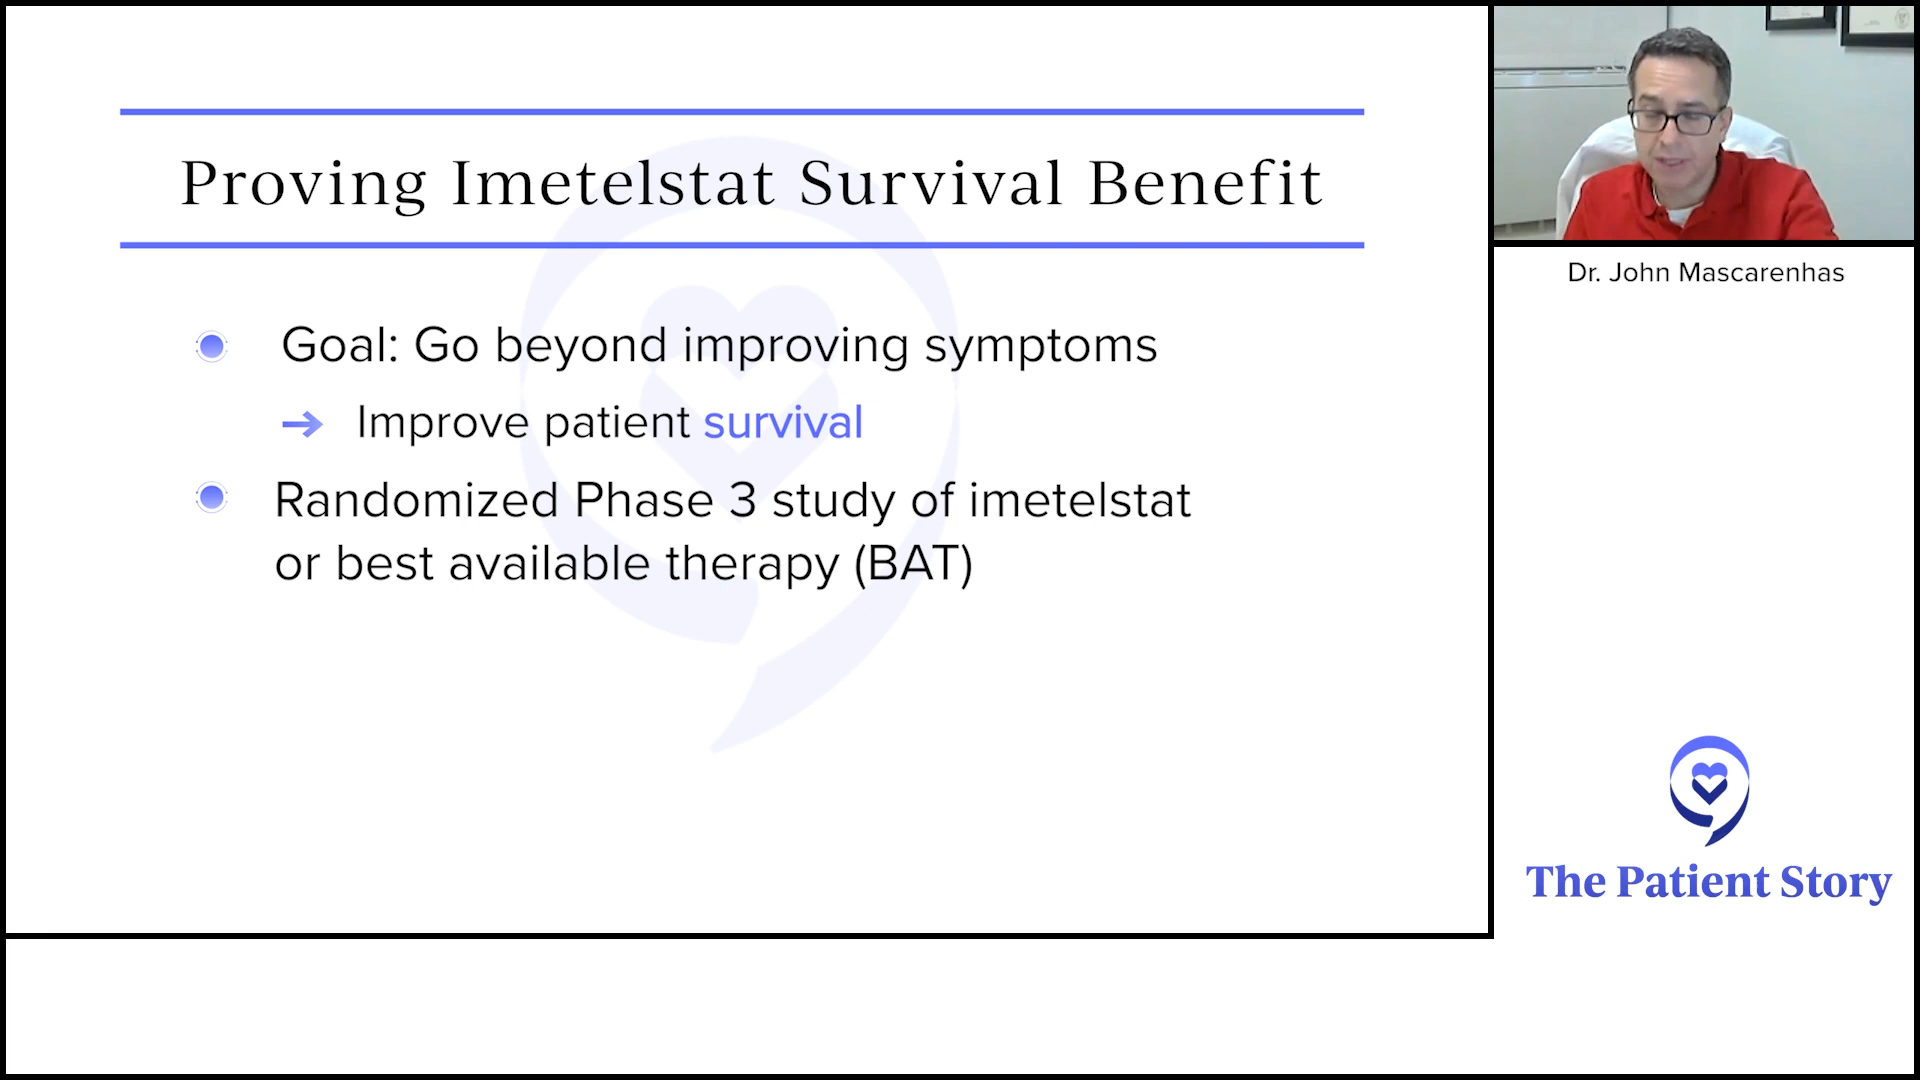 Proving Imetelstat Survival Benefit
Goal: Go beyond improving symptoms
→ Improve patient survival
Randomized Phase 3 study of imetelstat
or best available therapy (BAT)
Dr. John Mascarenhas
The Patient Story